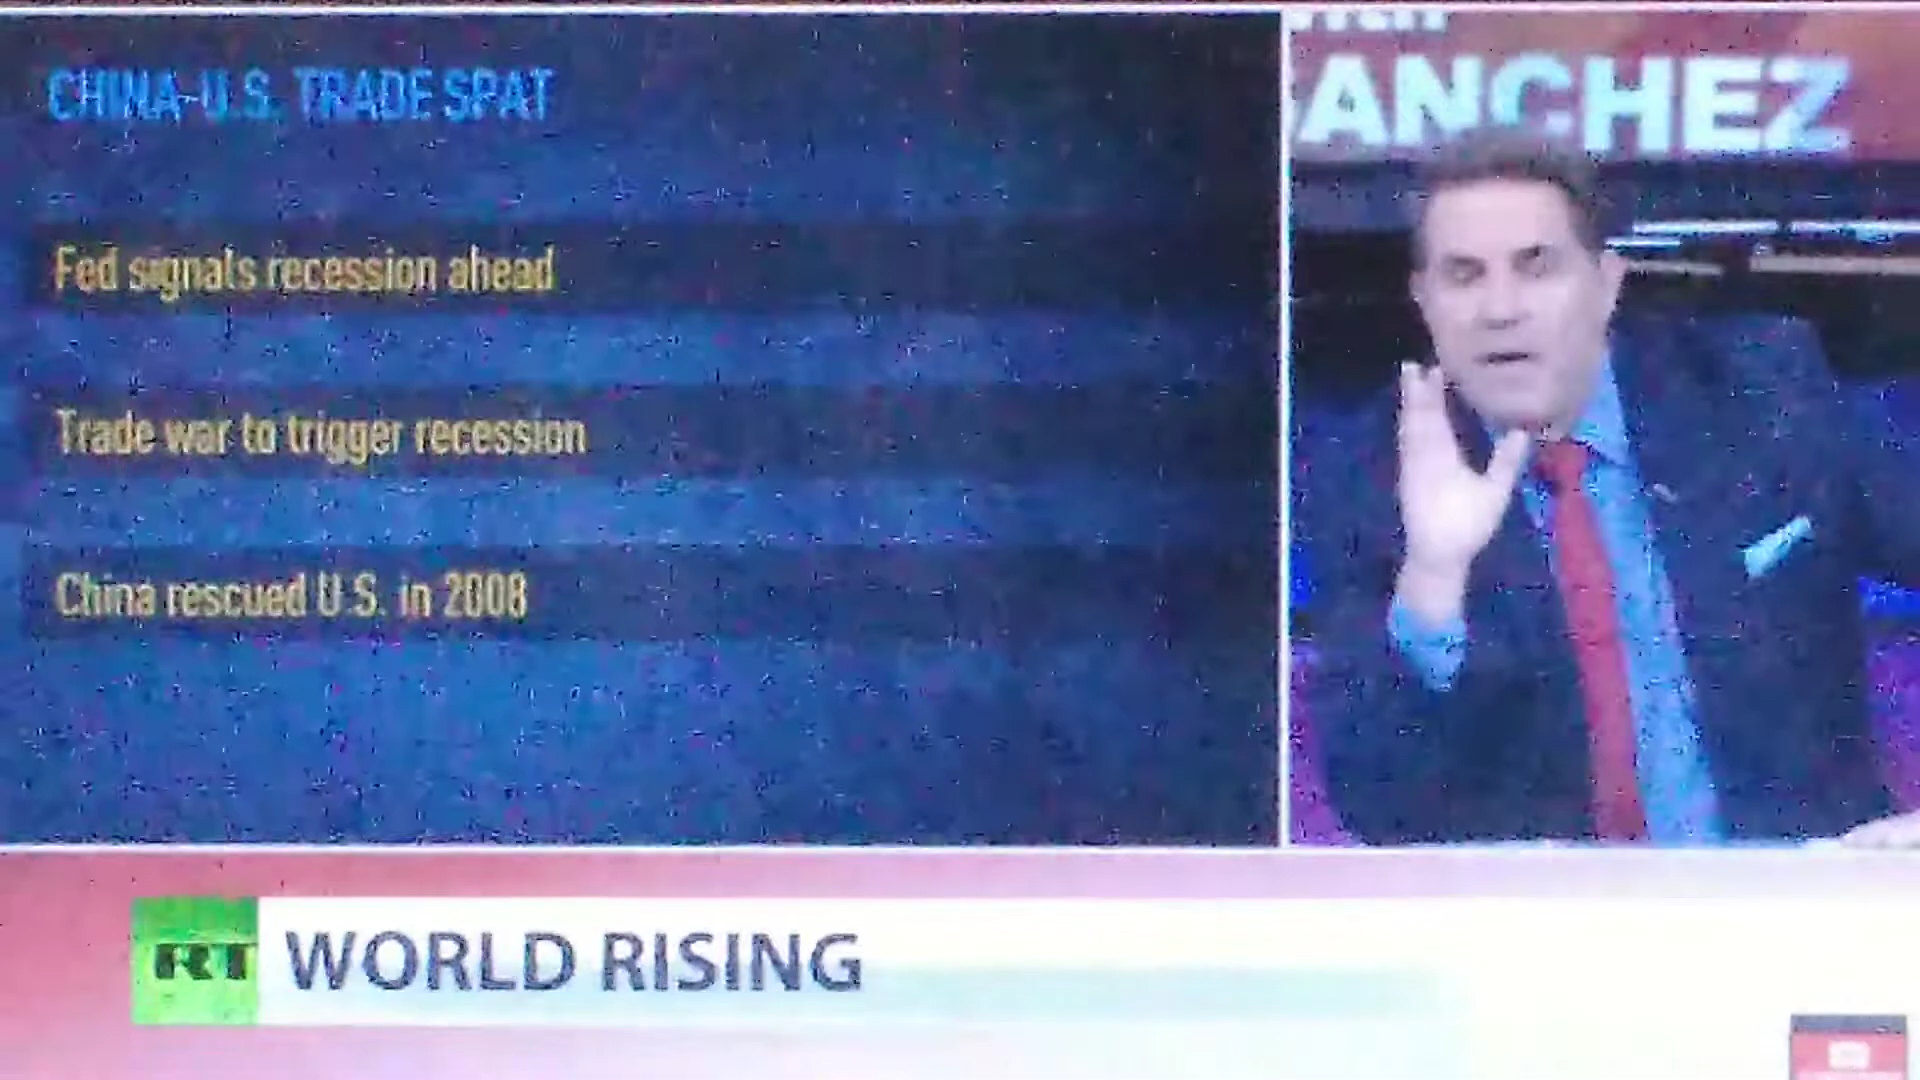 CHINA-U.S. TRADE SPAT
Fed signals recession ahead
Trade war to trigger recession
China rescued U.S. in 2008
ANCHEZ
RT WORLD RISING